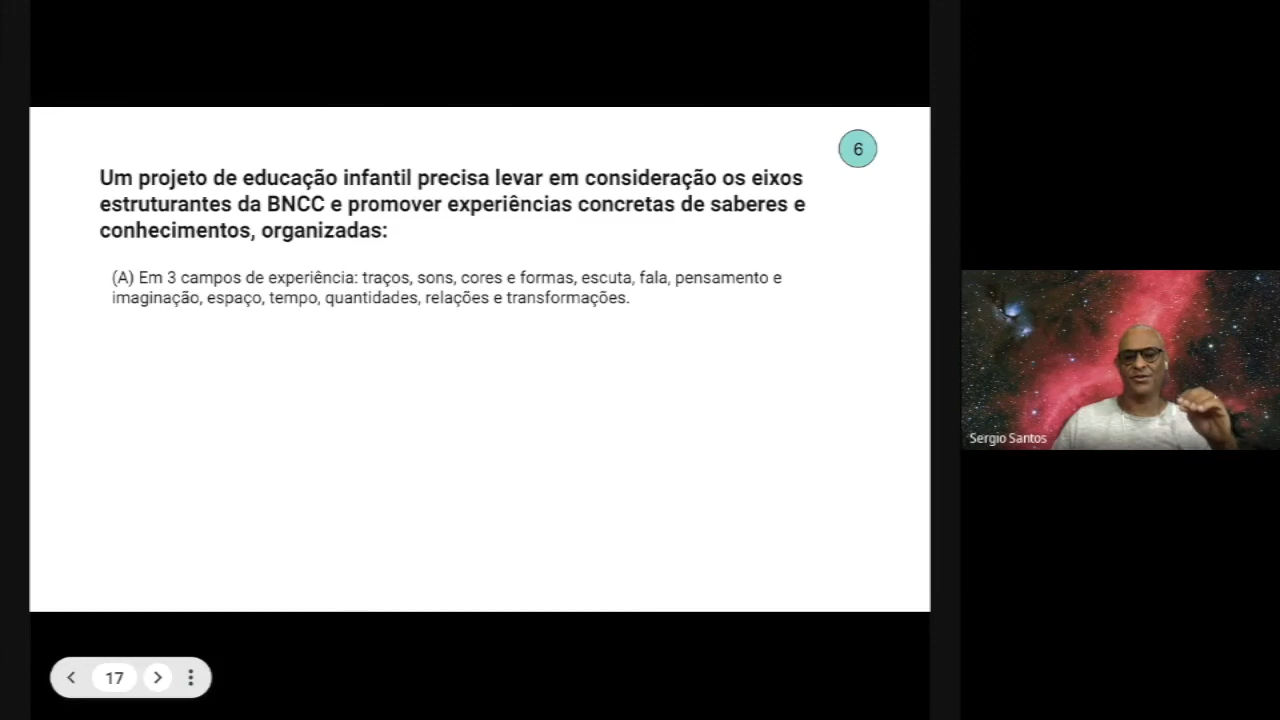 6
Um projeto de educação infantil precisa levar em consideração os eixos
estruturantes da BNCC e promover experiências concretas de saberes e
conhecimentos, organizadas:
(A) Em 3 campos de experiência: traços, sons, cores e formas, escuta, fala, pensamento e
imaginação, espaço, tempo, quantidades, relações e transformações.
Sergio Santos
17